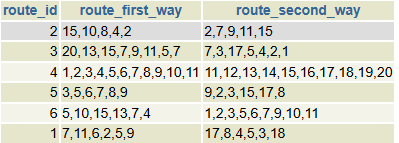 route_id route_first_way route_second_way
2 15,10,8,4,2 2,7,9,11,15
3 20,13,15,7,9,11,5,7 7,3,17,5,4,2,1
4 1,2,3,4,5,6,7,8,9,10,11 11,12,13,14,15,16,17,18,19,20
5 3,5,6,7,8,9 9,2,3,15,17,8
6 5,10,15,13,7,4 1,2,3,5,6,7,9,10,11
1 7,11,6,2,5,9 17,8,4,5,3,18